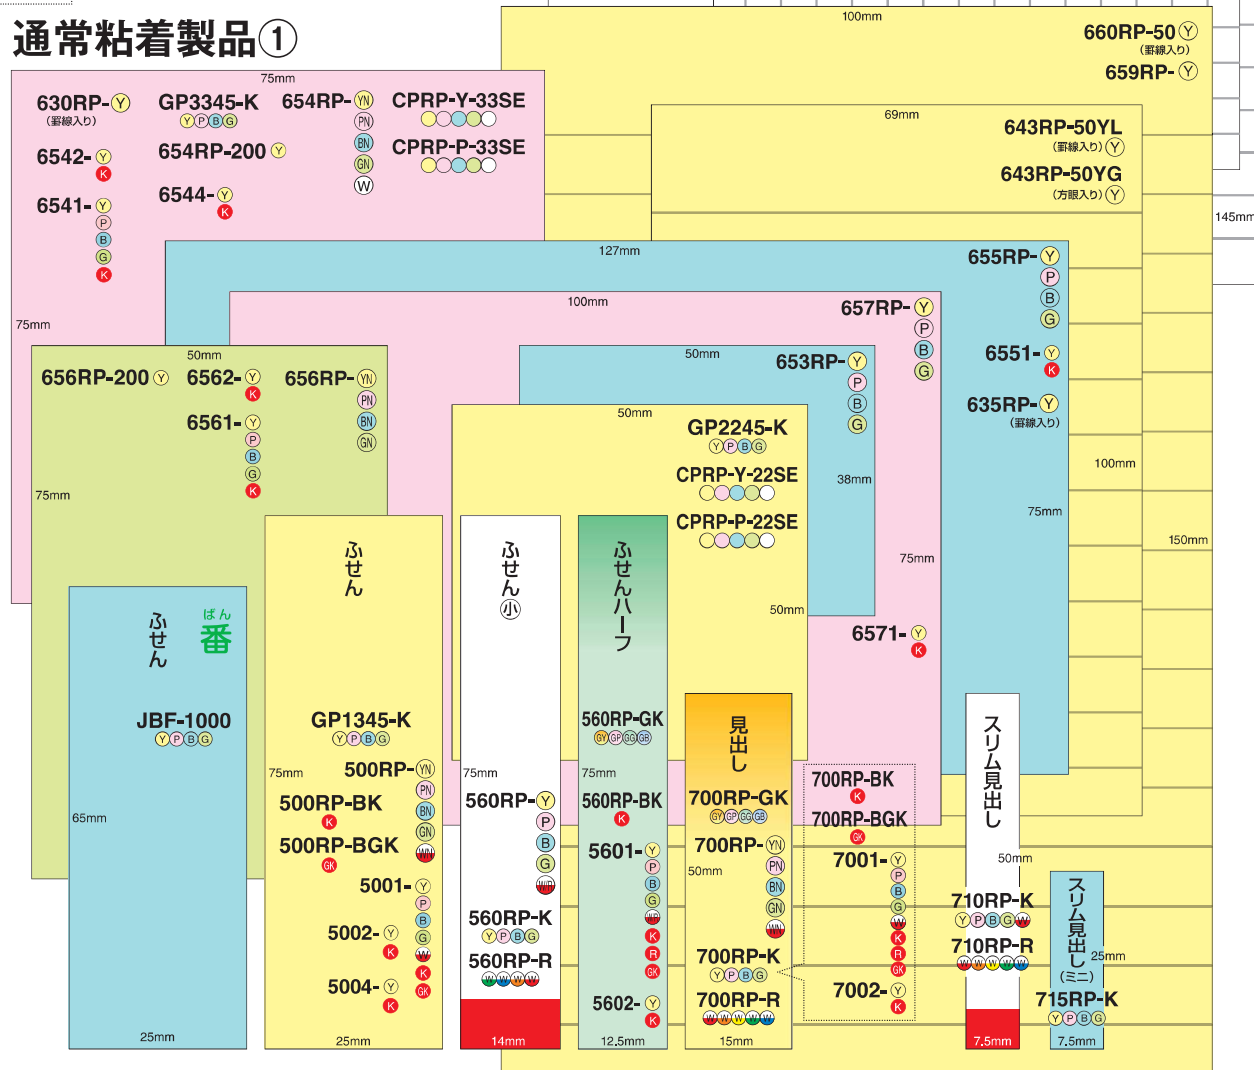 通常粘着製品①
100mm
660RP-50 Y
(罫線入り)
659RP- Y
75mm
630RP- Y
(罫線入り)
GP3345-K
Y P B G
654RP- YN
PN
BN
GN
W
CPRP-Y-33SE
CPRP-P-33SE
6542- Y
K
654RP-200 Y
6541- Y
P
B
G
K
6544- Y
K
75mm
69mm
643RP-50YL
(罫線入り) Y
643RP-50YG
(方眼入り) Y
145mm
127mm
655RP- Y
P
B
G
6551- Y
K
635RP- Y
(罫線入り)
100mm
75mm
150mm
100mm
657RP- Y
P
B
G
75mm
6571- Y
K
50mm
656RP-200 Y
6562- Y
K
656RP- YN
PN
BN
GN
6561- Y
P
B
G
K
75mm
50mm
653RP- Y
P
B
G
38mm
50mm
GP2245-K
Y P B G
CPRP-Y-22SE
CPRP-P-22SE
50mm
ふせん
ばん
番
JBF-1000
Y P B G
65mm
25mm
ふせん
GP1345-K
Y P B G
75mm
500RP- YN
PN
BN
GN
WN
500RP-BK
K
500RP-BGK
GK
5001- Y
P
B
G
W
K
GK
5002- Y
K
5004- Y
K
25mm
ふせん小
75mm
560RP- Y
P
B
G
WR
560RP-K
Y P B G
560RP-R
W W W W
14mm
ふせんハーフ
560RP-GK
GY GP GG GB
75mm
560RP-BK
K
5601- Y
P
B
G
WR
K
R
GK
5602- Y
K
12.5mm
見出し
700RP-GK
GY GP GG GB
700RP- YN
PN
BN
GN
WN
50mm
700RP-K
Y P B G
700RP-R
W W W W W
15mm
700RP-BK
K
700RP-BGK
GK
7001- Y
P
B
G
W
K
R
GK
7002- Y
K
スリム見出し
50mm
710RP-K
Y P B G W
710RP-R
W W W W W
7.5mm
スリム見出し
(ミニ)
25mm
715RP-K
Y P B G
7.5mm